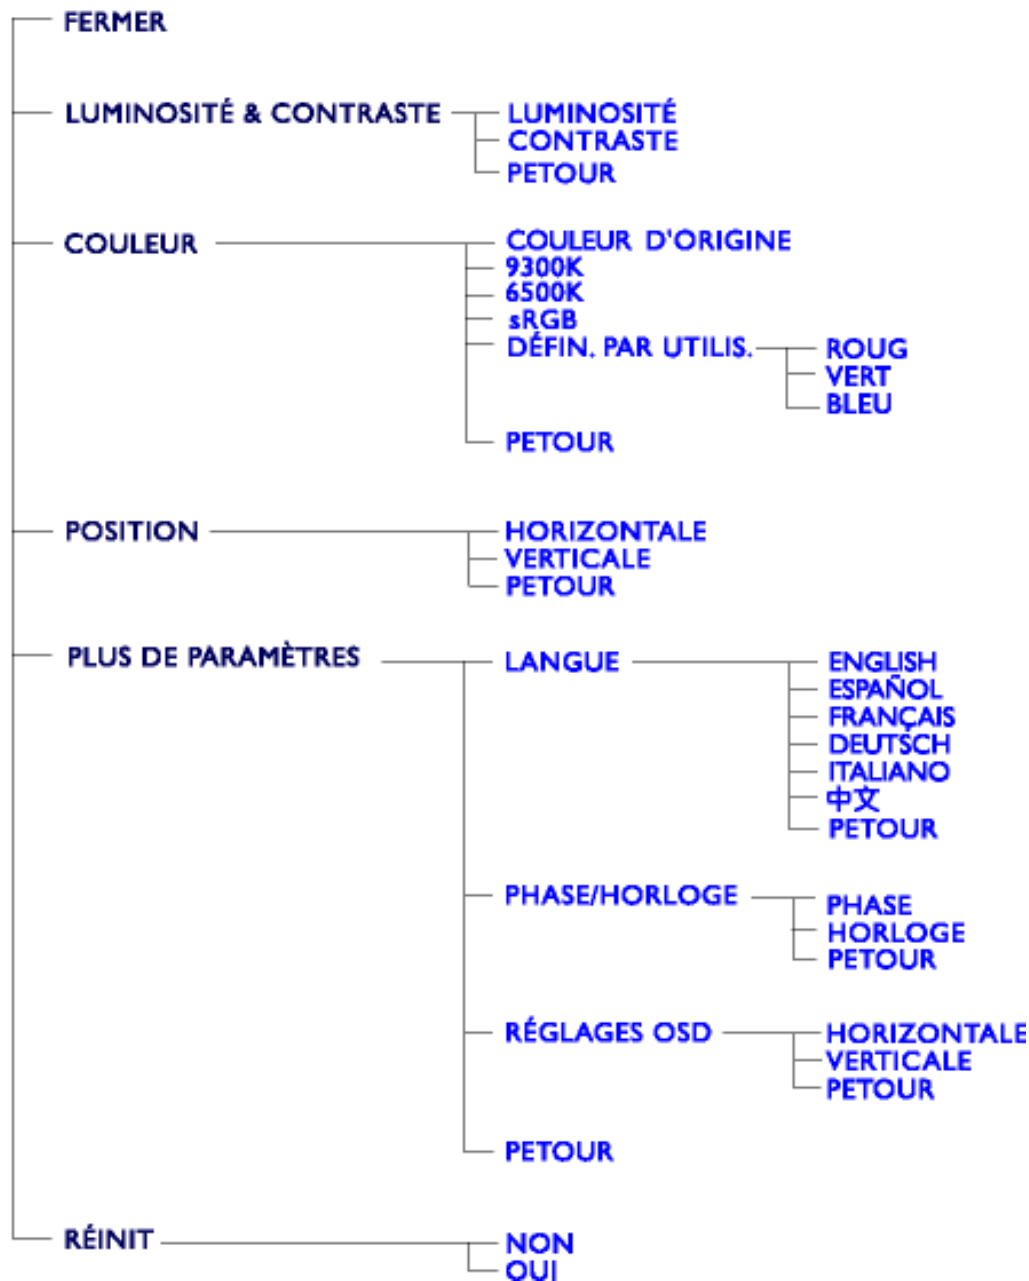 FERMER
LUMINOSITÉ & CONTRASTE
LUMINOSITÉ
CONTRASTE
PETOUR
COULEUR
COULEUR D'ORIGINE
9300K
6500K
sRGB
DÉFIN. PAR UTILIS.
ROUG
VERT
BLEU
PETOUR
POSITION
HORIZONTALE
VERTICALE
PETOUR
PLUS DE PARAMÈTRES
LANGUE
ENGLISH
ESPAÑOL
FRANÇAIS
DEUTSCH
ITALIANO
中文
PETOUR
PHASE/HORLOGE
PHASE
HORLOGE
PETOUR
RÉGLAGES OSD
HORIZONTALE
VERTICALE
PETOUR
PETOUR
RÉINIT
NON
OUI